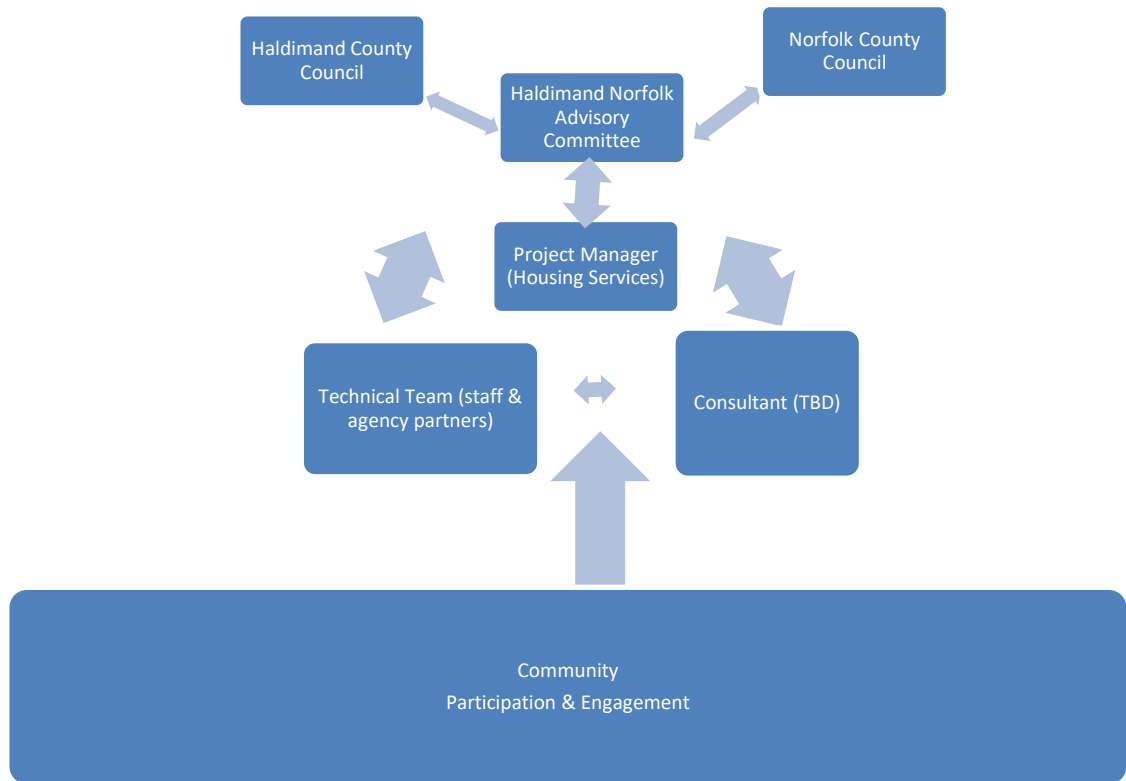 Haldimand County
Council
Norfolk County
Council
Haldimand Norfolk
Advisory
Committee
Project Manager
(Housing Services)
Technical Team (staff &
agency partners)
Consultant (TBD)
Community
Participation & Engagement